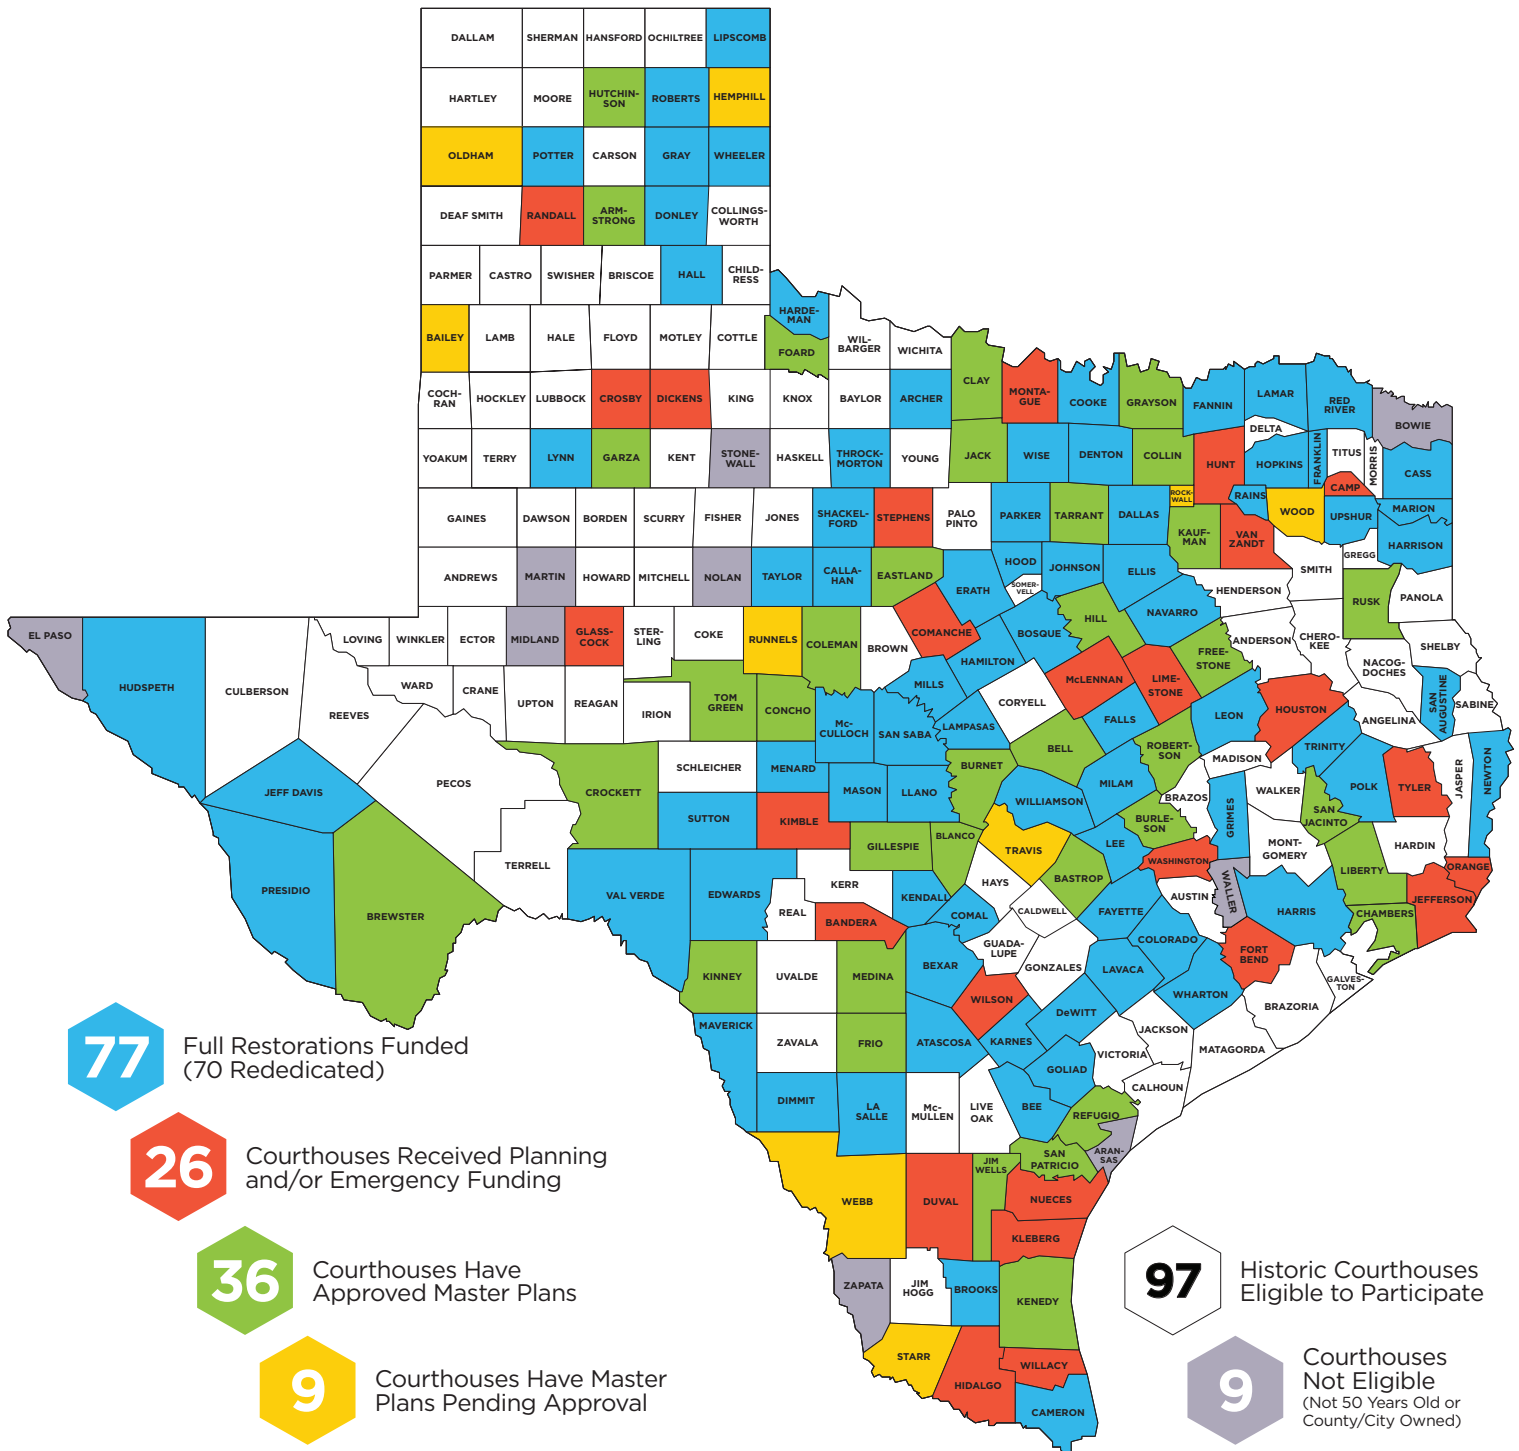 DALLAM SHERMAN HANSFORD OCHILTREE LIPSCOMB
HARTLEY MOORE HUTCHIN-
SON ROBERTS HEMPHILL
OLDHAM POTTER CARSON GRAY WHEELER
DEAF SMITH RANDALL ARM-
STRONG DONLEY COLLINGS-
WORTH
PARMER CASTRO SWISHER BRISCOE HALL CHILD-
RESS
HARDE-
MAN
BAILEY LAMB HALE FLOYD MOTLEY COTTLE FOARD WIL-
BARGER WICHITA
COCH-
RAN HOCKLEY LUBBOCK CROSBY DICKENS KING KNOX BAYLOR ARCHER CLAY MONTA-
GUE COOKE GRAYSON FANNIN LAMAR RED
RIVER BOWIE
DELTA
YOAKUM TERRY LYNN GARZA KENT STONE-
WALL HASKELL THROCK-
MORTON YOUNG JACK WISE DENTON COLLIN HUNT HOPKINS FRANKLIN TITUS MORRIS CASS
CAMP
GAINES DAWSON BORDEN SCURRY FISHER JONES SHACKEL-
FORD STEPHENS PALO
PINTO PARKER TARRANT DALLAS ROCK-
WALL RAINS WOOD UPSHUR MARION
KAUF-
MAN VAN
ZANDT GREGG HARRISON
ANDREWS MARTIN HOWARD MITCHELL NOLAN TAYLOR CALLA-
HAN EASTLAND ERATH HOOD SOMER-
VELL JOHNSON ELLIS HENDERSON SMITH RUSK PANOLA
EL PASO HUDSPETH CULBERSON LOVING WINKLER ECTOR MIDLAND GLASS-
COCK STER-
LING COKE RUNNELS COLEMAN BROWN COMANCHE HAMILTON BOSQUE HILL NAVARRO ANDERSON CHERO-
KEE SHELBY
REEVES WARD CRANE UPTON REAGAN IRION TOM
GREEN CONCHO MILLS McLENNAN LIME-
STONE FREE-
STONE NACOG-
DOCHES
Mc-
CULLOCH SAN SABA LAMPASAS CORYELL FALLS LEON HOUSTON ANGELINA SAN
AUGUSTINE SABINE
JEFF DAVIS PECOS CROCKETT SCHLEICHER MENARD MASON LLANO BURNET BELL ROBERT-
SON MADISON TRINITY POLK TYLER JASPER NEWTON
SUTTON KIMBLE GILLESPIE BLANCO WILLIAMSON MILAM BRAZOS GRIMES WALKER SAN
JACINTO
PRESIDIO BREWSTER TERRELL VAL VERDE EDWARDS KERR REAL TRAVIS LEE BURLE-
SON WASHINGTON MONT-
GOMERY HARDIN LIBERTY ORANGE
BANDERA KENDALL COMAL HAYS CALDWELL BASTROP FAYETTE AUSTIN WALLER HARRIS CHAMBERS JEFFERSON
KINNEY UVALDE MEDINA BEXAR GUADA-
LUPE GONZALES LAVACA COLORADO FORT
BEND GALVES-
TON
WILSON WHARTON BRAZORIA
MAVERICK ZAVALA FRIO ATASCOSA KARNES DeWITT JACKSON MATAGORDA
GOLIAD VICTORIA CALHOUN
DIMMIT LA
SALLE Mc-
MULLEN LIVE
OAK BEE REFUGIO
ARAN-
SAS
SAN
PATRICIO
JIM
WELLS
WEBB DUVAL NUECES
KLEBERG
ZAPATA JIM
HOGG BROOKS KENEDY
STARR HIDALGO WILLACY
CAMERON
77 Full Restorations Funded
(70 Rededicated)
26 Courthouses Received Planning
and/or Emergency Funding
36 Courthouses Have
Approved Master Plans
9 Courthouses Have Master
Plans Pending Approval
97 Historic Courthouses
Eligible to Participate
9 Courthouses
Not Eligible
(Not 50 Years Old or
County/City Owned)